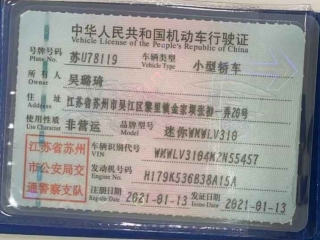 中华人民共和国机动车行驶证
Vehicle License of the People's Republic of China
号牌号码 苏U78119 车辆类型 小型轿车
Plate No. Vehicle Type
所有人 吴璐琦
Owner
住址 江苏省苏州市吴江区黎里镇金家坝张初一弄20号
Address
使用性质 非营运 品牌型号 迷你WMWLV310
Use Character Model
江苏省苏州 车辆识别代号 WMWLV3104N2N55457
VIN
市公安局交 发动机号码 H179K536B38A15A
Engine No.
通警察支队 注册日期 2021-01-13 发证日期 2021-01-13
Register Date Issue Date